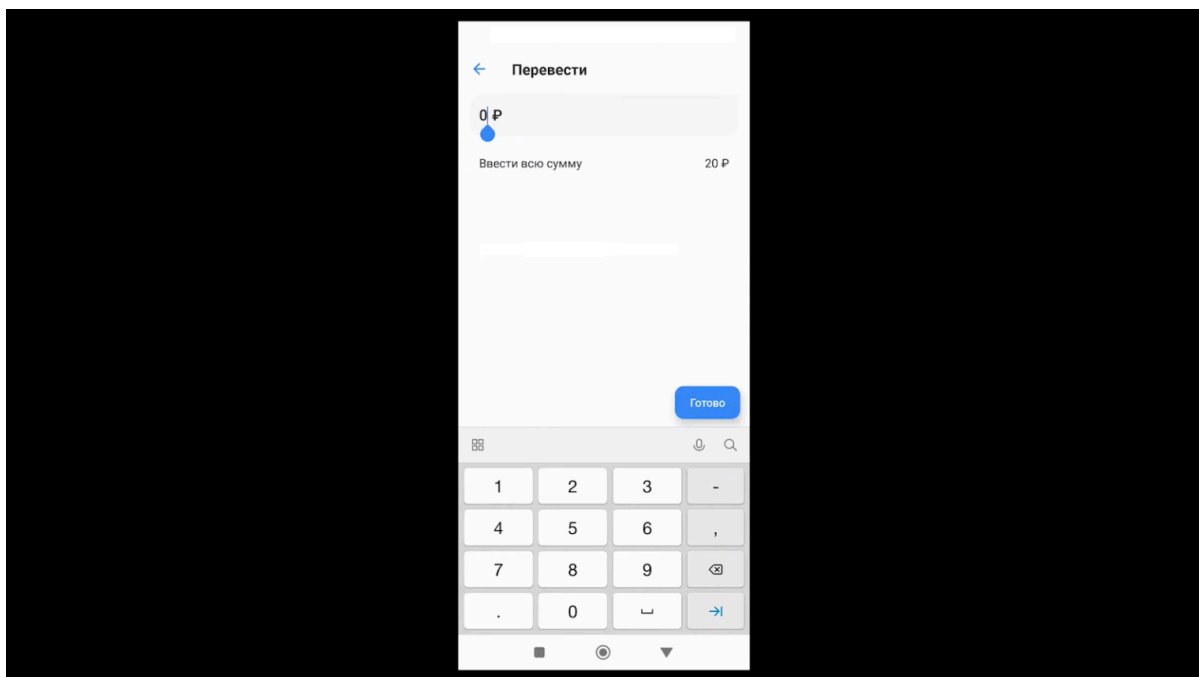 Перевести
0 ₽
Ввести всю сумму 20 ₽
Готово
1 2 3 -
4 5 6 ,
7 8 9
. 0